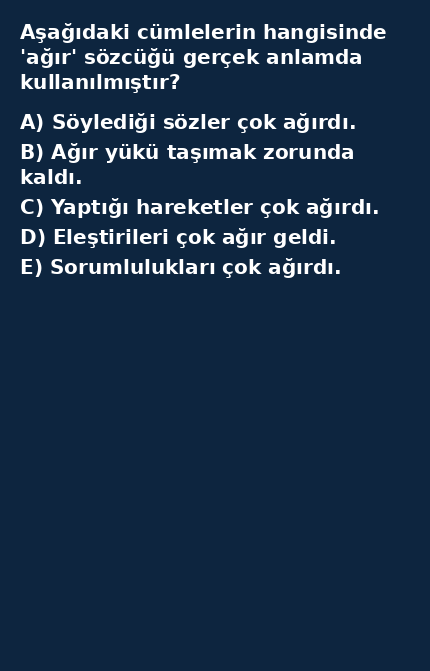 Aşağıdaki cümlelerin hangisinde
'ağır' sözcüğü gerçek anlamda
kullanılmıştır?
A) Söylediği sözler çok ağırdı.
B) Ağır yükü taşımak zorunda
kaldı.
C) Yaptığı hareketler çok ağırdı.
D) Eleştirileri çok ağır geldi.
E) Sorumlulukları çok ağırdı.